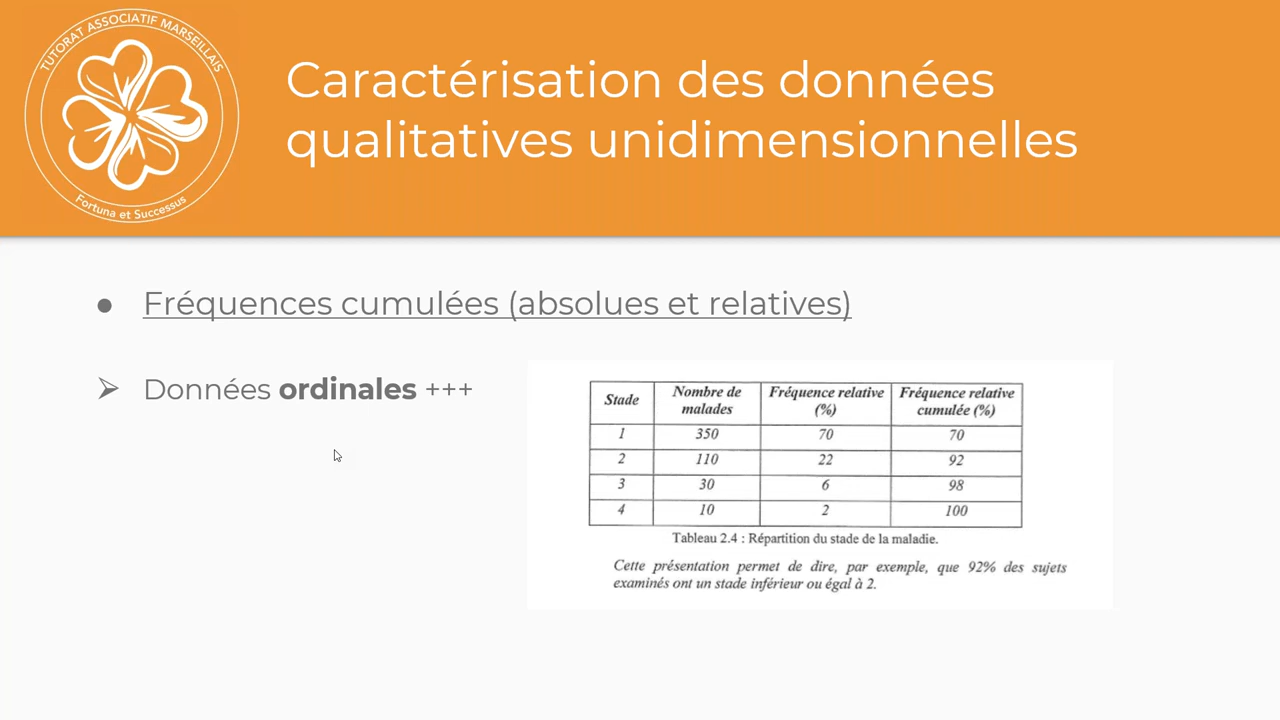 TUTORAT ASSOCIATIF MARSEILLAIS
Fortuna et Successus
Caractérisation des données
qualitatives unidimensionnelles
● Fréquences cumulées (absolues et relatives)
➢ Données ordinales +++
Stade Nombre de malades Fréquence relative (%) Fréquence relative cumulée (%)
1 350 70 70
2 110 22 92
3 30 6 98
4 10 2 100
Tableau 2.4 : Répartition du stade de la maladie.
Cette présentation permet de dire, par exemple, que 92% des sujets
examinés ont un stade inférieur ou égal à 2.